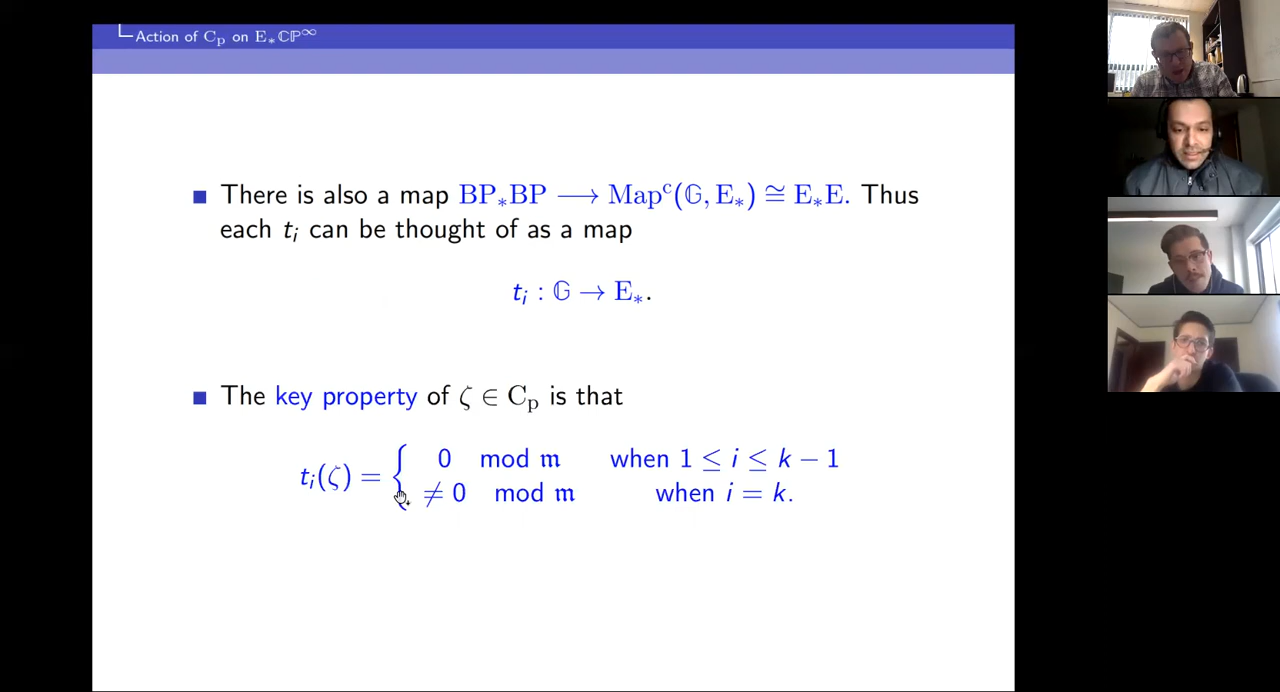 Action of Cₚ on E∗ℂℙ^∞
There is also a map BP∗BP ⟶ Mapᶜ(𝔾, E∗) ≅ E∗E. Thus
each tᵢ can be thought of as a map
tᵢ : 𝔾 → E∗.
The key property of ζ ∈ Cₚ is that
tᵢ(ζ) = { 0 mod 𝔪 when 1 ≤ i ≤ k − 1
≠ 0 mod 𝔪 when i = k.